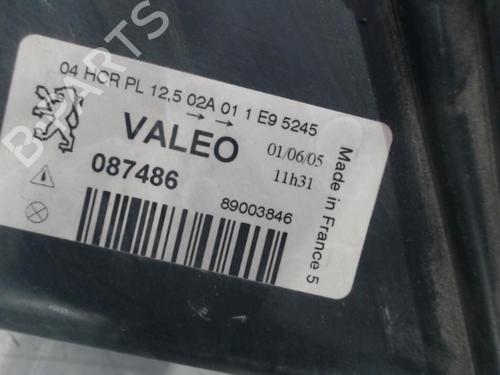 04 HCR PL 12,5 02A 01 1 E9 5245
VALEO
01/06/05
087486
11h31
89003846
Made in France 5
B-PARTS